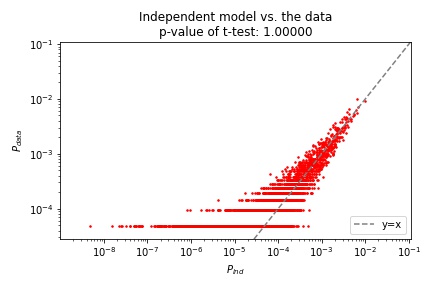 Independent model vs. the data
p-value of t-test: 1.00000
10⁻¹
10⁻²
10⁻³
10⁻⁴
P_data
y=x
10⁻⁸ 10⁻⁷ 10⁻⁶ 10⁻⁵ 10⁻⁴ 10⁻³ 10⁻² 10⁻¹
P_ind